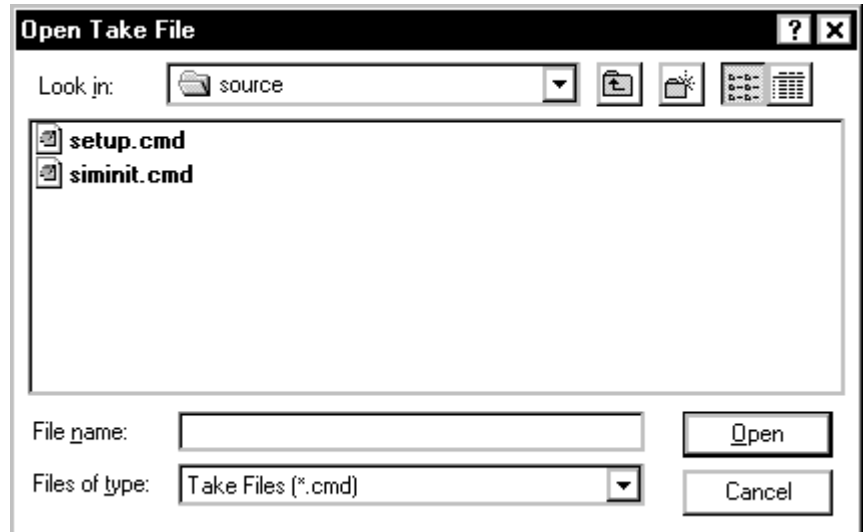 Open Take File
Look in: source
setup.cmd
siminit.cmd
File name: Open
Files of type: Take Files (*.cmd) Cancel